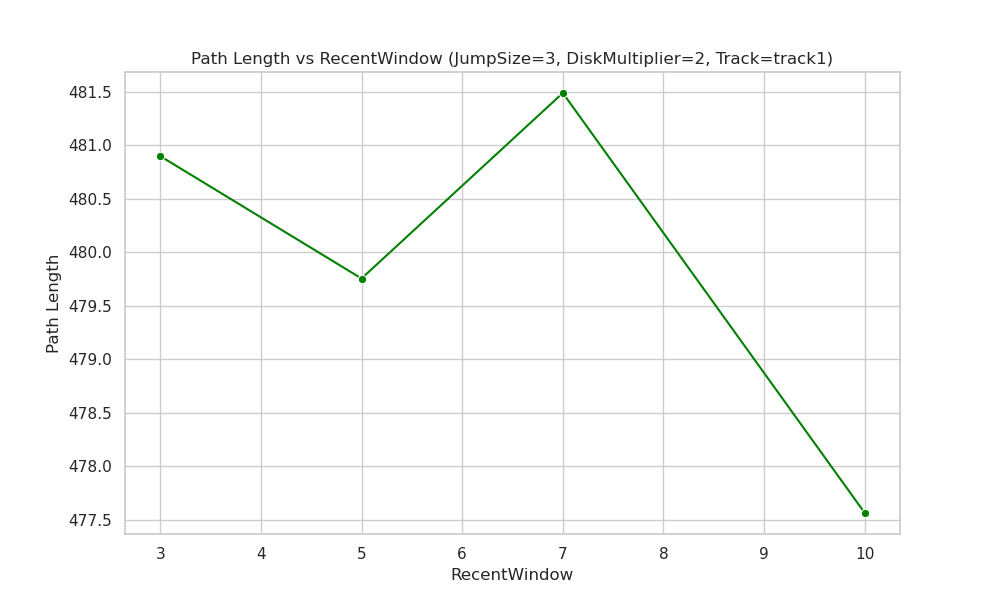 Path Length vs RecentWindow (JumpSize=3, DiskMultiplier=2, Track=track1)
481.5
481.0
480.5
480.0
479.5
479.0
478.5
478.0
477.5
Path Length
3 4 5 6 7 8 9 10
RecentWindow